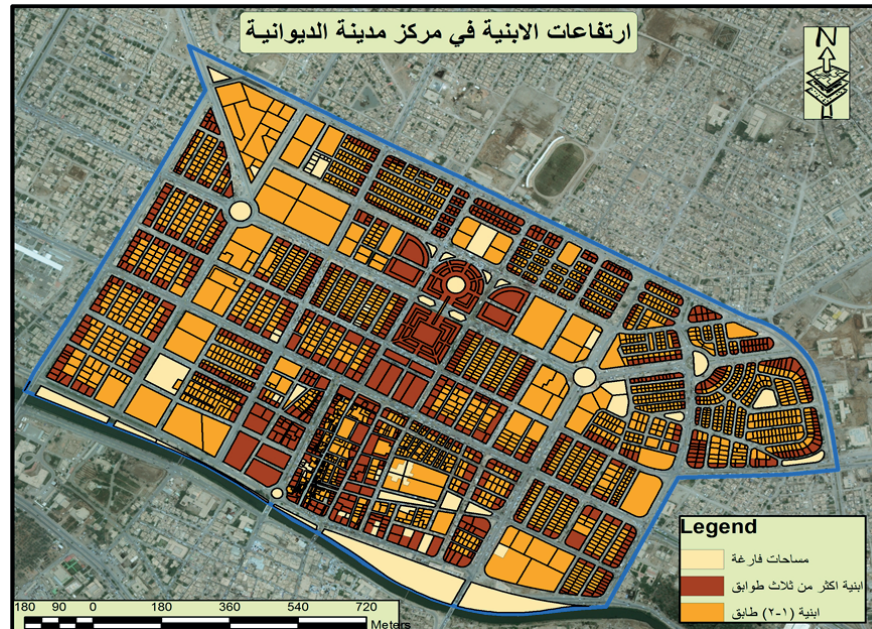 ارتفاعات الابنية في مركز مدينة الديوانية
N
Legend
مساحات فارغة
ابنية اكثر من ثلاث طوابق
ابنية (١-٢) طابق
180 90 0 180 360 540 720
Meters